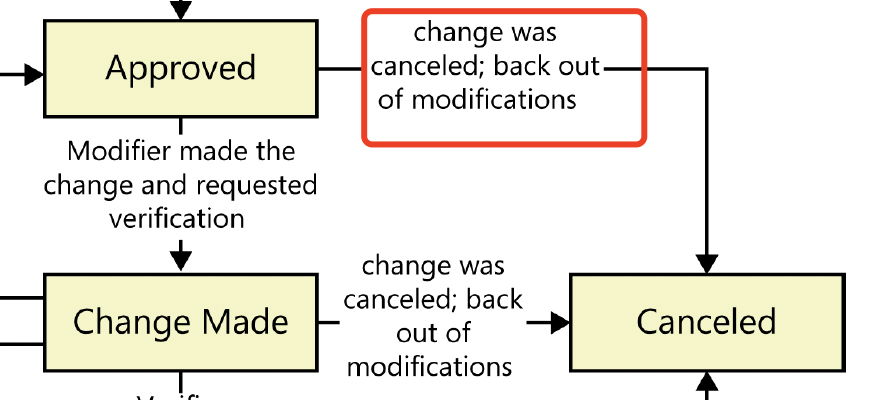 change was
Approved
canceled; back out
of modifications
Modifier made the
change and requested
verification
change was
canceled; back
Change Made
out of
Canceled
modifications